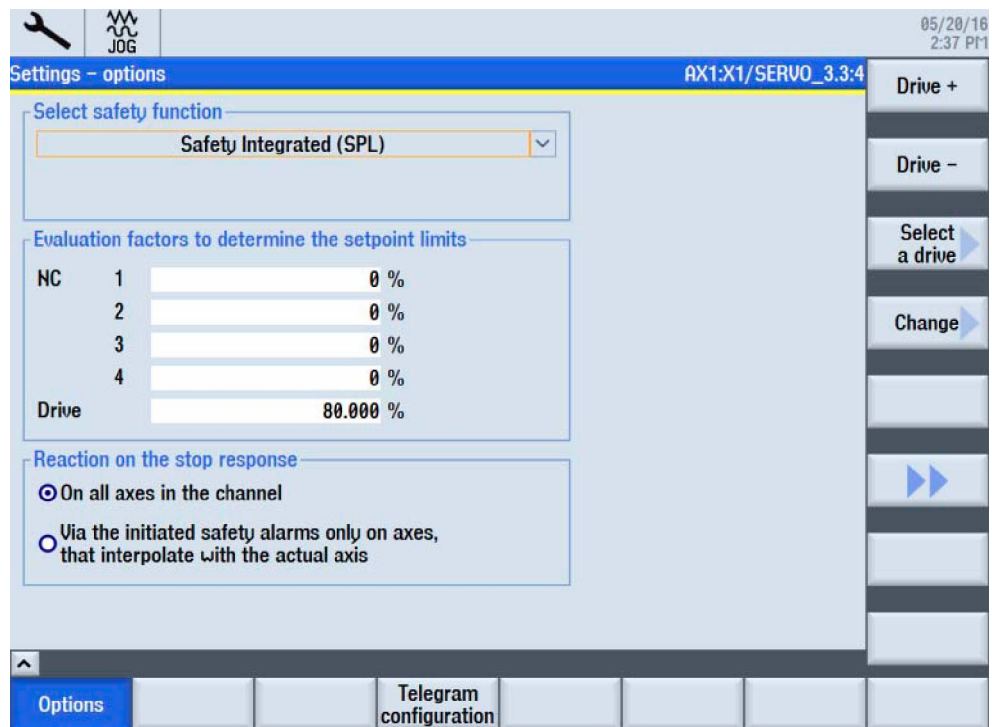 JOG
05/20/16
2:37 PM
Settings - options
AX1:X1/SERVO_3.3:4
Select safety function
Safety Integrated (SPL)
Evaluation factors to determine the setpoint limits
NC 1 0 %
2 0 %
3 0 %
4 0 %
Drive 80.000 %
Reaction on the stop response
On all axes in the channel
Via the initiated safety alarms only on axes,
that interpolate with the actual axis
Drive +
Drive -
Select
a drive
Change
Options
Telegram
configuration